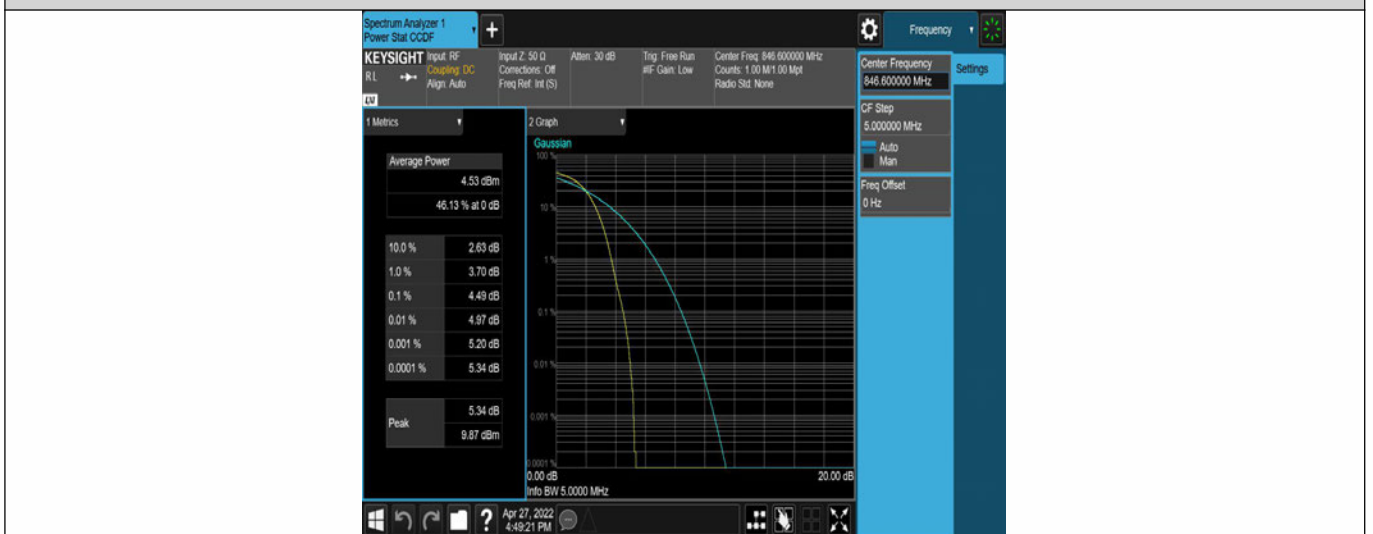 Spectrum Analyzer 1
Power Stat CCDF
+
Frequency
KEYSIGHT
R L
LXI
Input: RF
Coupling: DC
Align: Auto
Input Z: 50 Ω
Corrections: Off
Freq Ref: Int (S)
Atten: 30 dB
Trig: Free Run
#IF Gain: Low
Center Freq: 846.600000 MHz
Counts: 1.00 M/1.00 Mpt
Radio Std: None
Center Frequency
846.600000 MHz
Settings
CF Step
5.000000 MHz
Auto
Man
Freq Offset
0 Hz
1 Metrics
Average Power
4.53 dBm
46.13 % at 0 dB
10.0 % 2.63 dB
1.0 % 3.70 dB
0.1 % 4.49 dB
0.01 % 4.97 dB
0.001 % 5.20 dB
0.0001 % 5.34 dB
Peak
5.34 dB
9.87 dBm
2 Graph
Gaussian
100 %
10 %
1 %
0.1 %
0.01 %
0.001 %
0.0001 %
0.00 dB
20.00 dB
Info BW 5.0000 MHz
?
Apr 27, 2022
4:49:21 PM